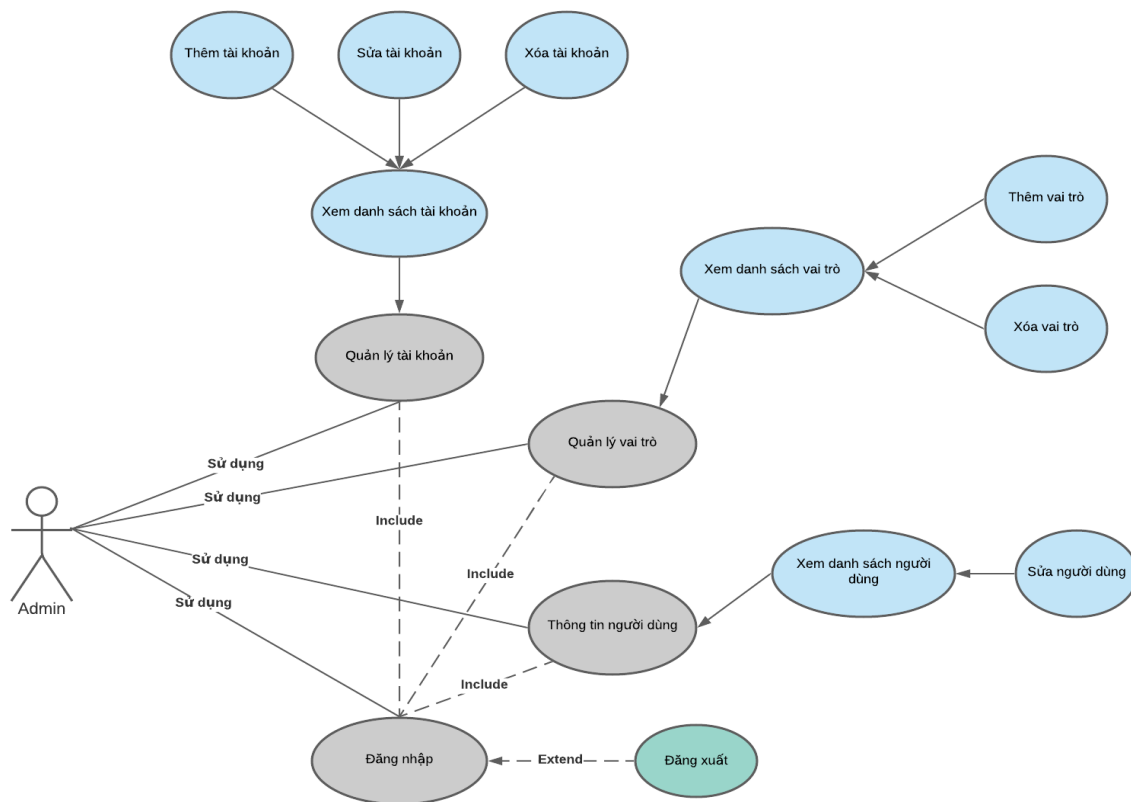 Thêm tài khoản
Sửa tài khoản
Xóa tài khoản
Xem danh sách tài khoản
Thêm vai trò
Xem danh sách vai trò
Xóa vai trò
Quản lý tài khoản
Quản lý vai trò
Sử dụng
Sử dụng
Include
Sử dụng
Xem danh sách người
dùng
Sửa người dùng
Include
Sử dụng
Admin
Thông tin người dùng
Include
Đăng nhập
Extend
Đăng xuất